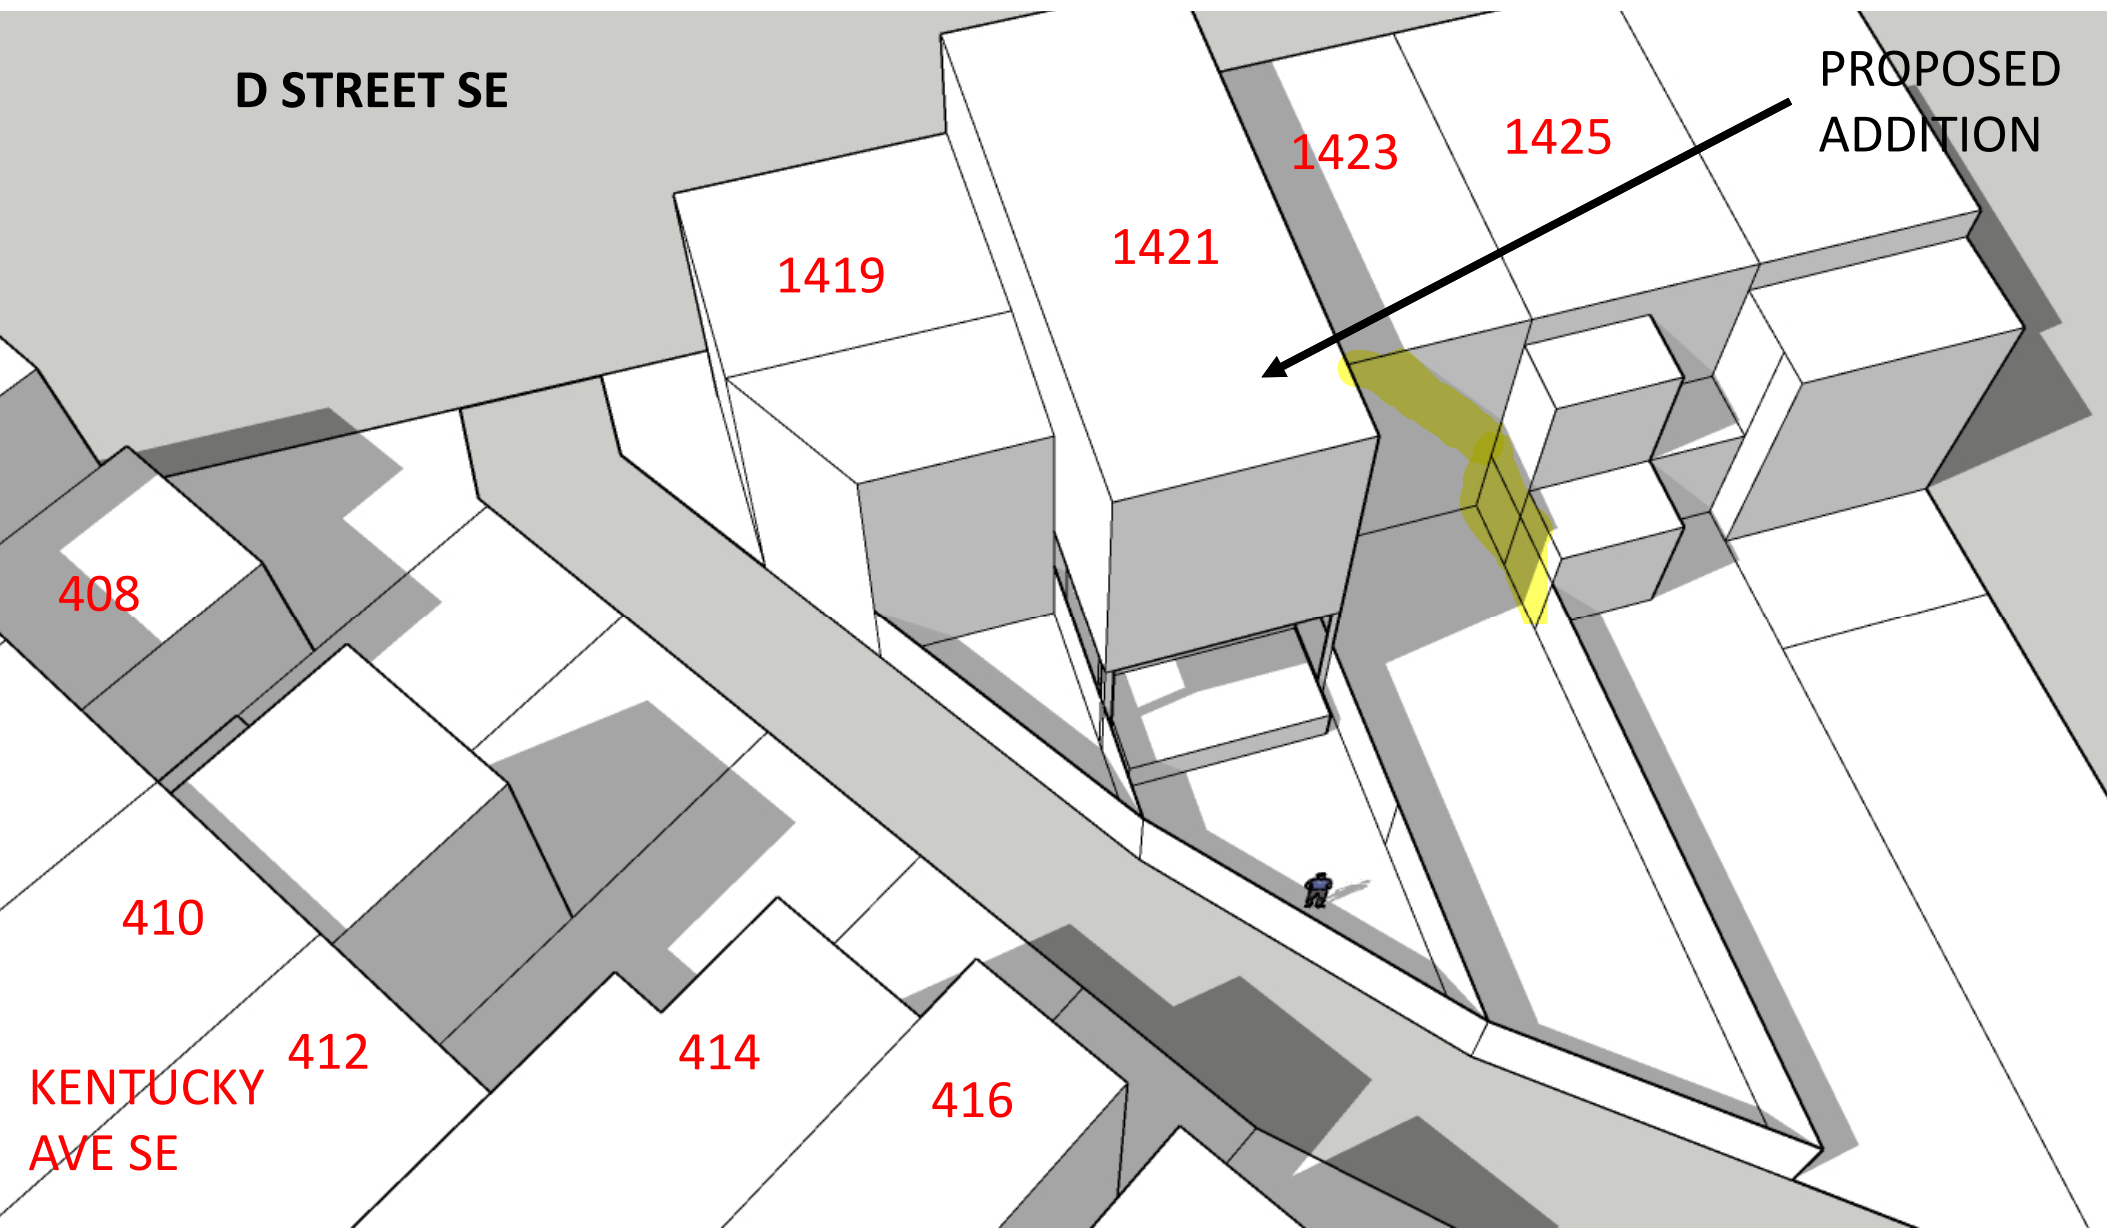 D STREET SE
PROPOSED
ADDITION
1423
1425
1421
1419
408
410
412
414
416
KENTUCKY
AVE SE